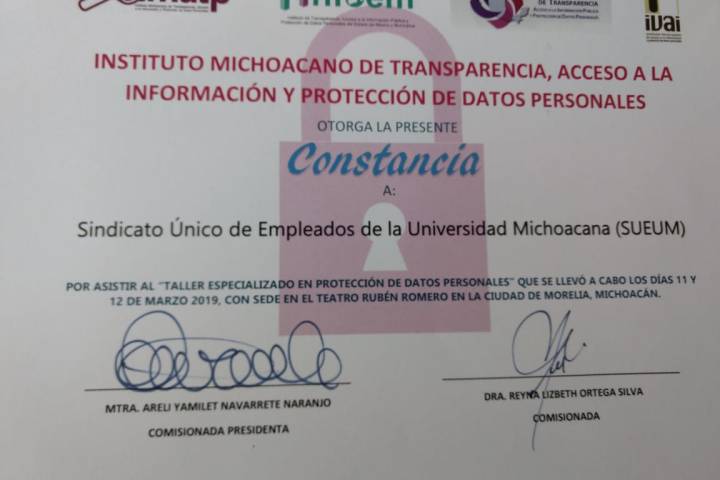 DE TRANSPARENCIA
ivai
INSTITUTO MICHOACANO DE TRANSPARENCIA, ACCESO A LA
INFORMACIÓN Y PROTECCIÓN DE DATOS PERSONALES
OTORGA LA PRESENTE
Constancia
A:
Sindicato Único de Empleados de la Universidad Michoacana (SUEUM)
POR ASISTIR AL "TALLER ESPECIALIZADO EN PROTECCIÓN DE DATOS PERSONALES" QUE SE LLEVÓ A CABO LOS DÍAS 11 Y
12 DE MARZO 2019, CON SEDE EN EL TEATRO RUBÉN ROMERO EN LA CIUDAD DE MORELIA, MICHOACÁN.
MTRA. ARELI YAMILET NAVARRETE NARANJO
COMISIONADA PRESIDENTA
DRA. REYNA LIZBETH ORTEGA SILVA
COMISIONADA